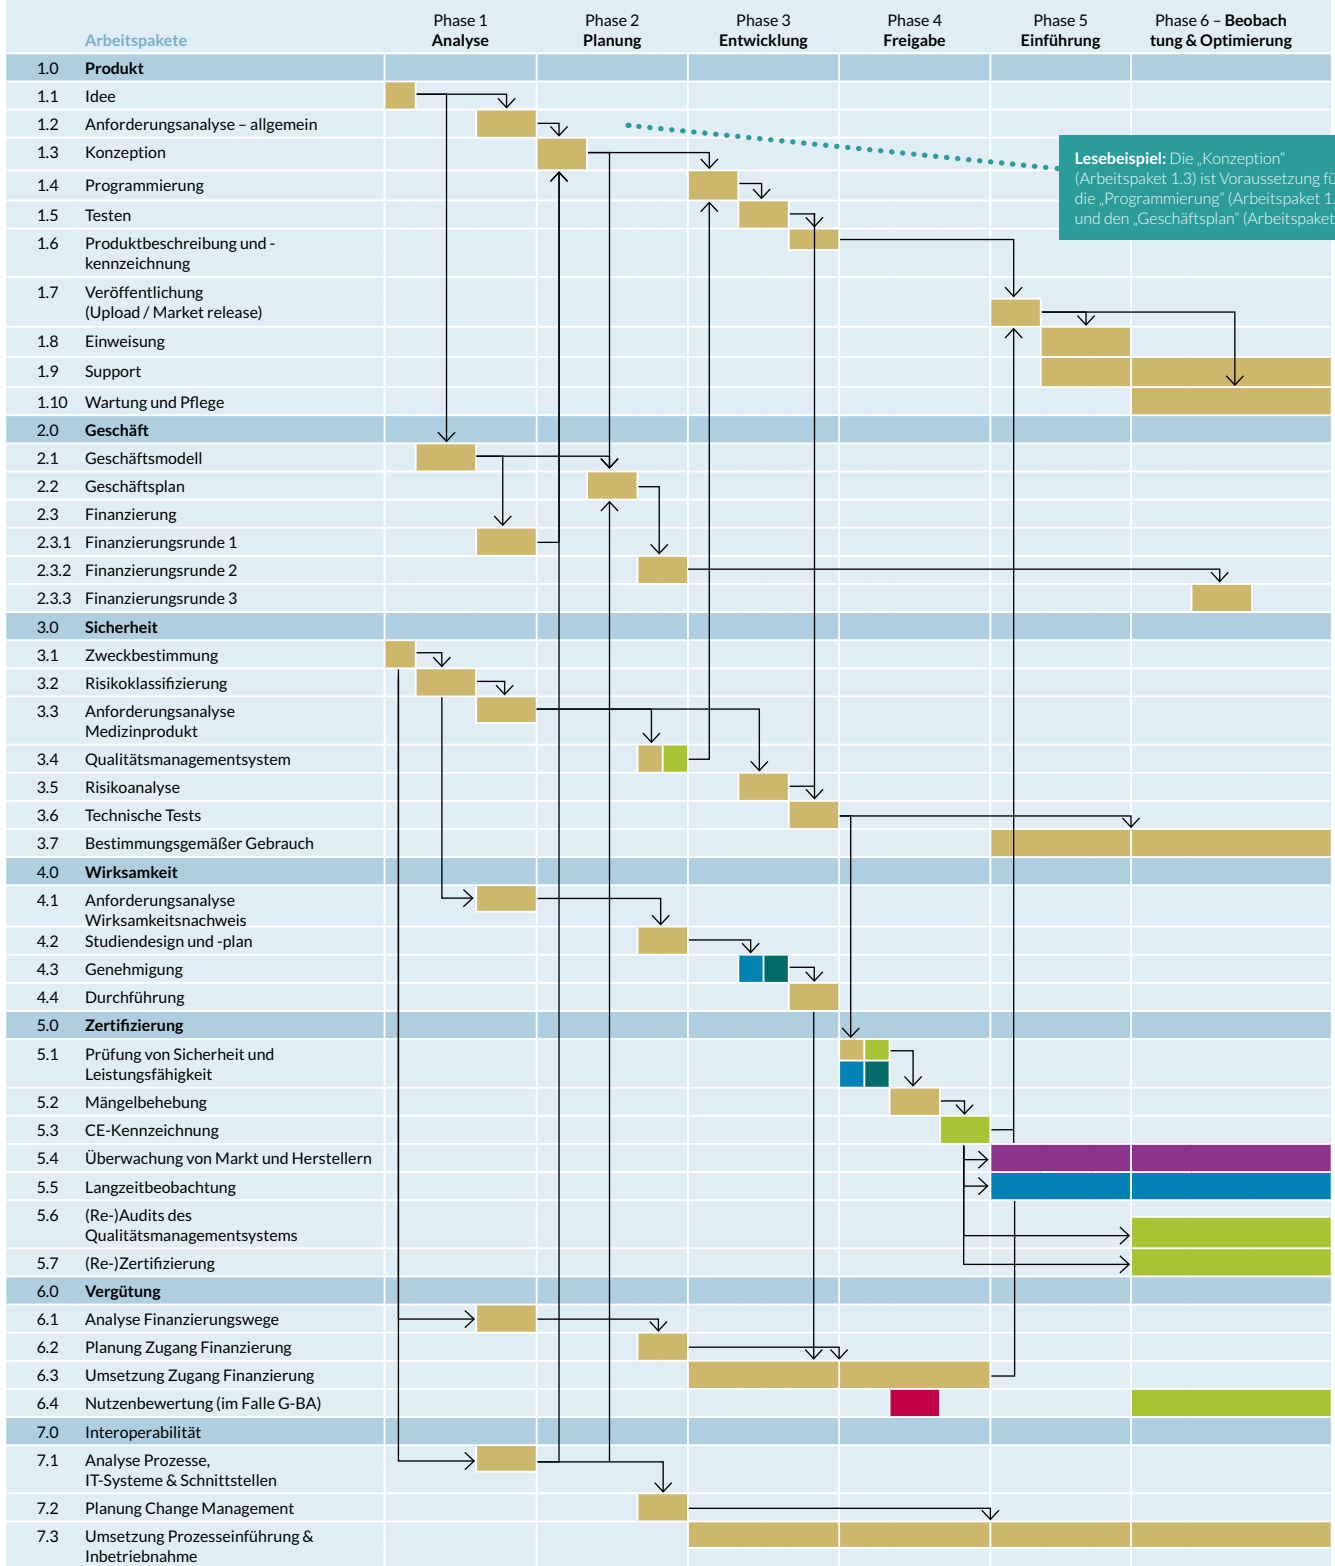 Arbeitspakete
Phase 1
Analyse
Phase 2
Planung
Phase 3
Entwicklung
Phase 4
Freigabe
Phase 5
Einführung
Phase 6 – Beobach
tung & Optimierung
1.0 Produkt
1.1 Idee
1.2 Anforderungsanalyse – allgemein
1.3 Konzeption
Lesebeispiel: Die „Konzeption“
(Arbeitspaket 1.3) ist Voraussetzung fü
die „Programmierung“ (Arbeitspaket 1.
und den „Geschäftsplan“ (Arbeitspaket
1.4 Programmierung
1.5 Testen
1.6 Produktbeschreibung und -
kennzeichnung
1.7 Veröffentlichung
(Upload / Market release)
1.8 Einweisung
1.9 Support
1.10 Wartung und Pflege
2.0 Geschäft
2.1 Geschäftsmodell
2.2 Geschäftsplan
2.3 Finanzierung
2.3.1 Finanzierungsrunde 1
2.3.2 Finanzierungsrunde 2
2.3.3 Finanzierungsrunde 3
3.0 Sicherheit
3.1 Zweckbestimmung
3.2 Risikoklassifizierung
3.3 Anforderungsanalyse
Medizinprodukt
3.4 Qualitätsmanagementsystem
3.5 Risikoanalyse
3.6 Technische Tests
3.7 Bestimmungsgemäßer Gebrauch
4.0 Wirksamkeit
4.1 Anforderungsanalyse
Wirksamkeitsnachweis
4.2 Studiendesign und -plan
4.3 Genehmigung
4.4 Durchführung
5.0 Zertifizierung
5.1 Prüfung von Sicherheit und
Leistungsfähigkeit
5.2 Mängelbehebung
5.3 CE-Kennzeichnung
5.4 Überwachung von Markt und Herstellern
5.5 Langzeitbeobachtung
5.6 (Re-)Audits des
Qualitätsmanagementsystems
5.7 (Re-)Zertifizierung
6.0 Vergütung
6.1 Analyse Finanzierungswege
6.2 Planung Zugang Finanzierung
6.3 Umsetzung Zugang Finanzierung
6.4 Nutzenbewertung (im Falle G-BA)
7.0 Interoperabilität
7.1 Analyse Prozesse,
IT-Systeme & Schnittstellen
7.2 Planung Change Management
7.3 Umsetzung Prozesseinführung &
Inbetriebnahme